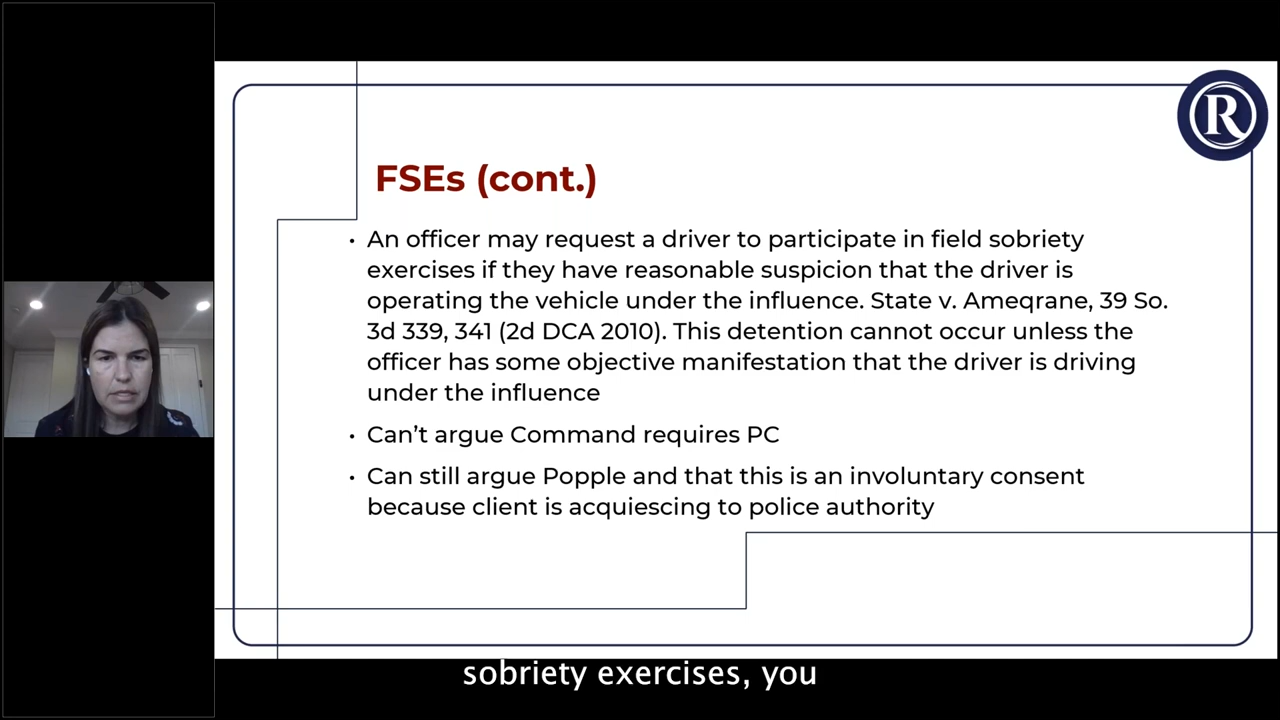 R
FSEs (cont.)
• An officer may request a driver to participate in field sobriety
exercises if they have reasonable suspicion that the driver is
operating the vehicle under the influence. State v. Ameqrane, 39 So.
3d 339, 341 (2d DCA 2010). This detention cannot occur unless the
officer has some objective manifestation that the driver is driving
under the influence
• Can’t argue Command requires PC
• Can still argue Popple and that this is an involuntary consent
because client is acquiescing to police authority
sobriety exercises, you